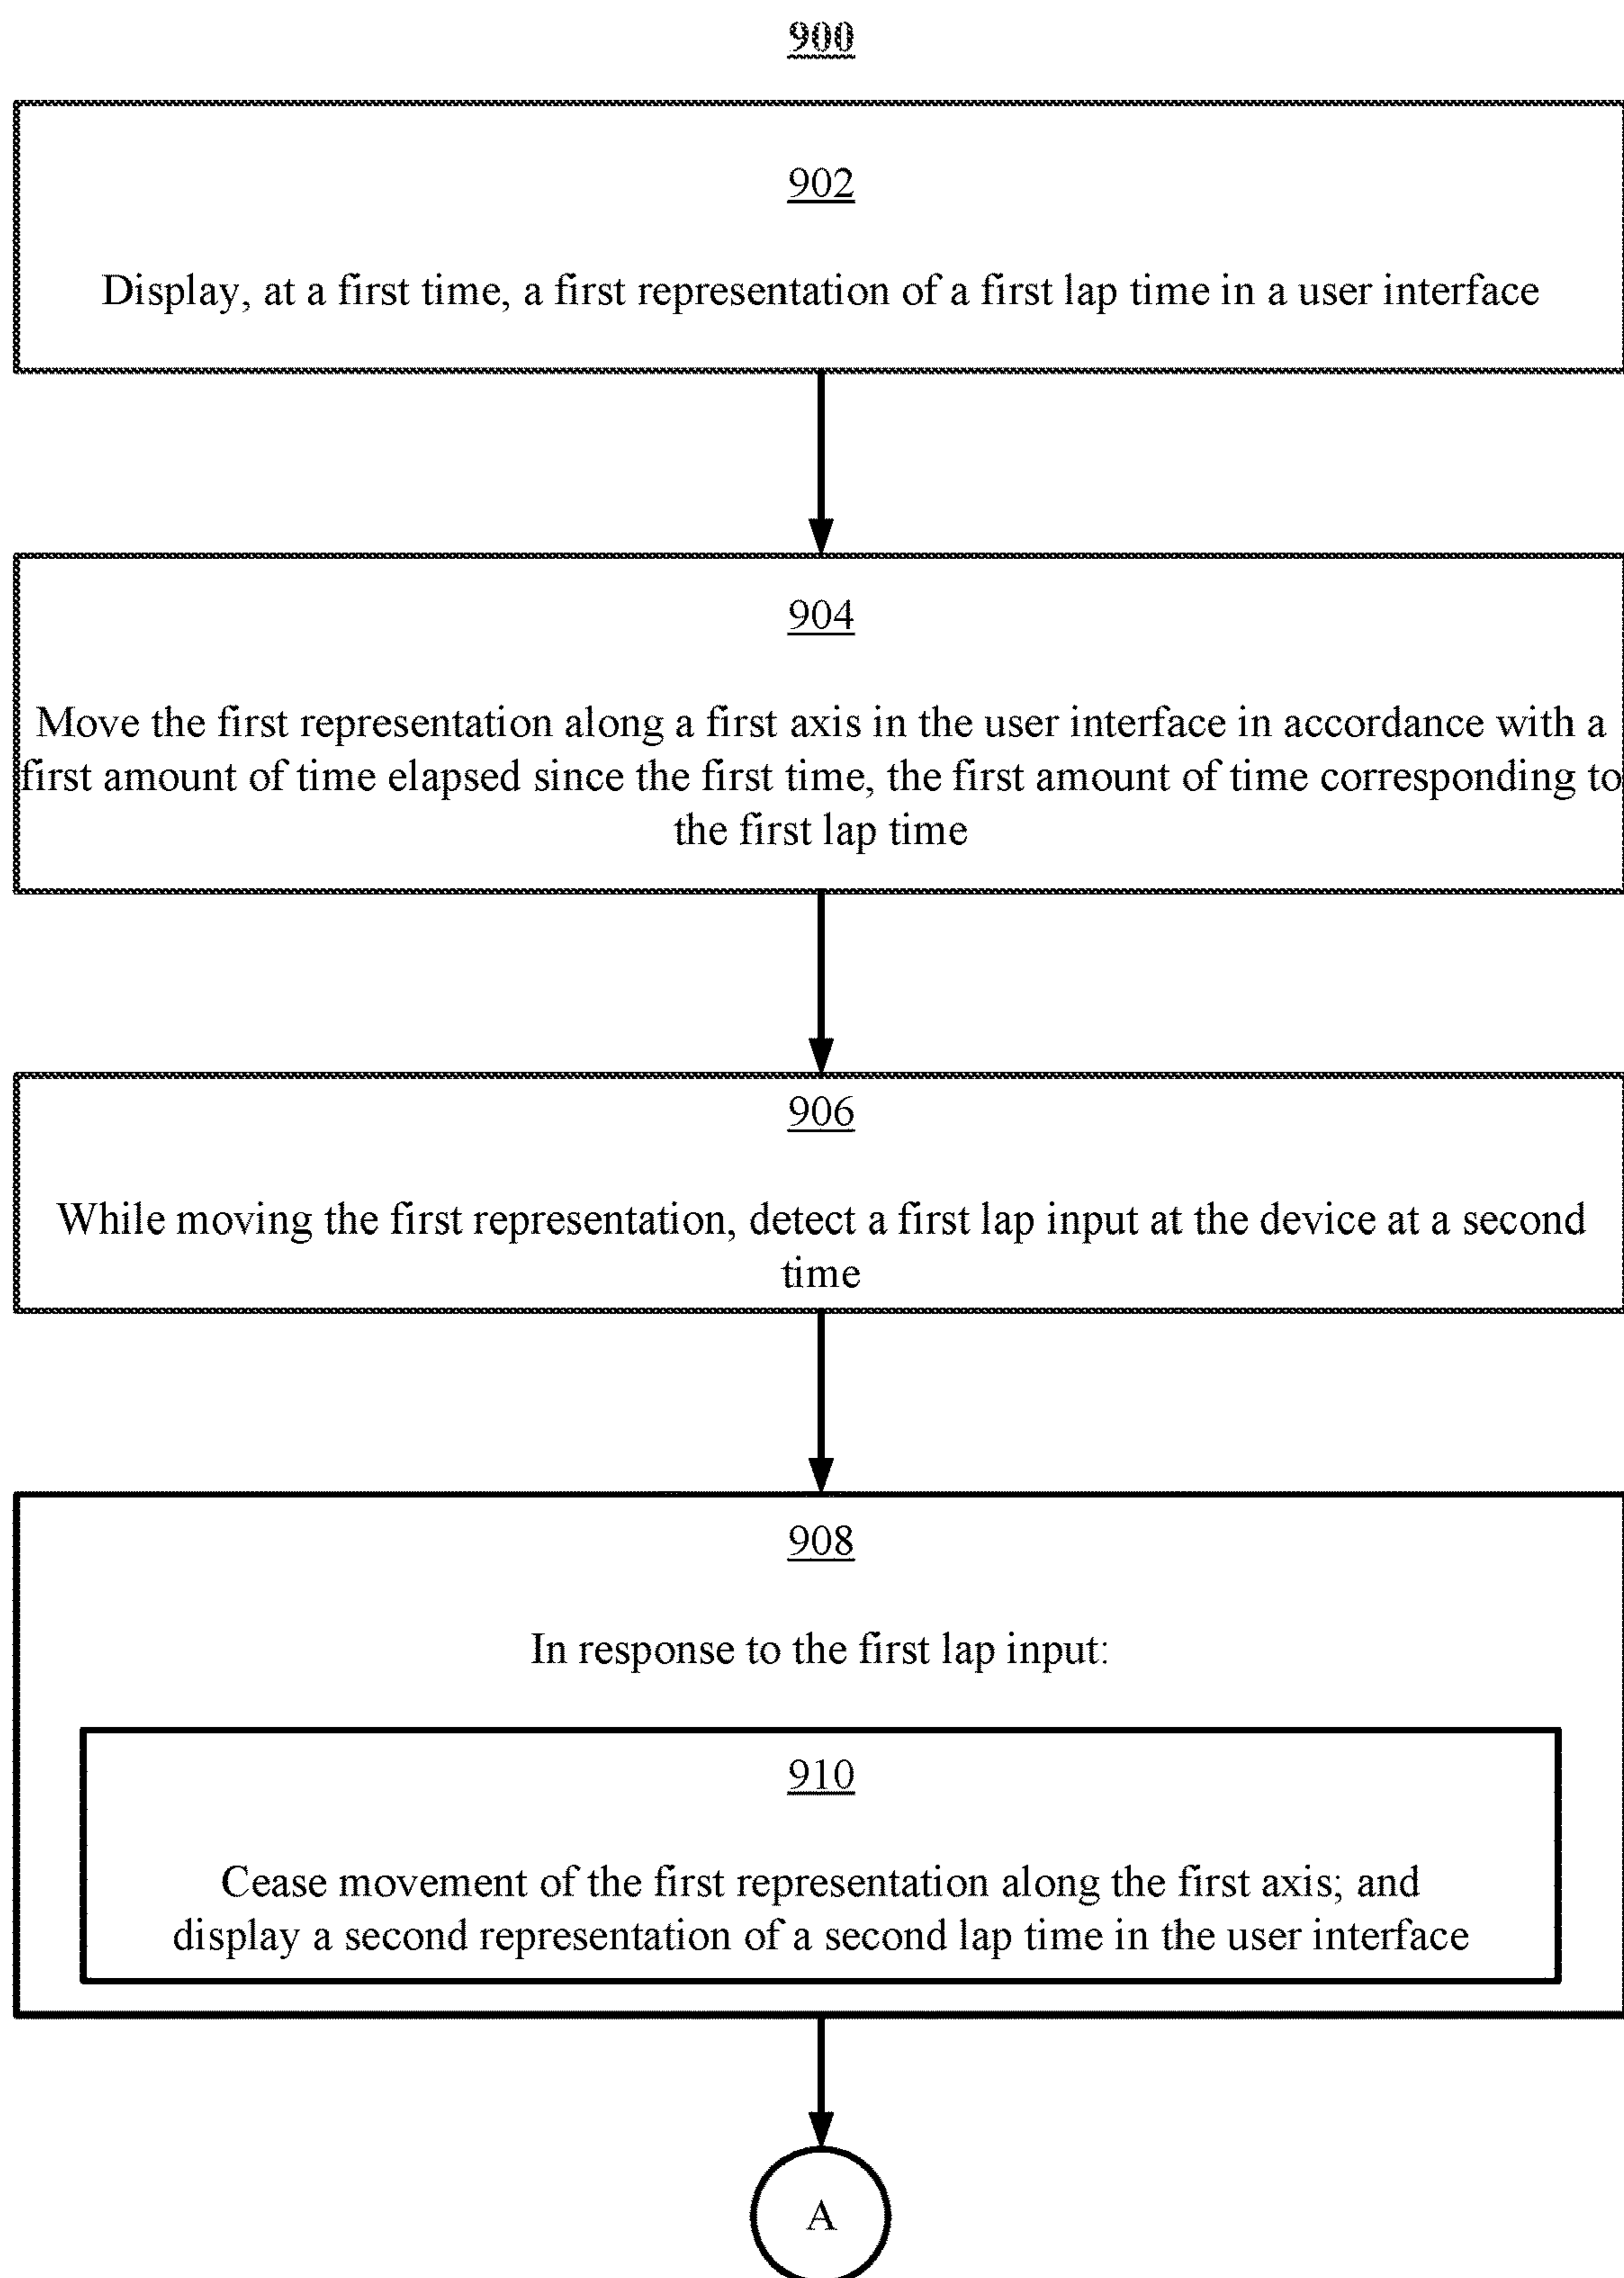 900
902
Display, at a first time, a first representation of a first lap time in a user interface
904
Move the first representation along a first axis in the user interface in accordance with a
first amount of time elapsed since the first time, the first amount of time corresponding to
the first lap time
906
While moving the first representation, detect a first lap input at the device at a second
time
908
In response to the first lap input:
910
Cease movement of the first representation along the first axis; and
display a second representation of a second lap time in the user interface
A